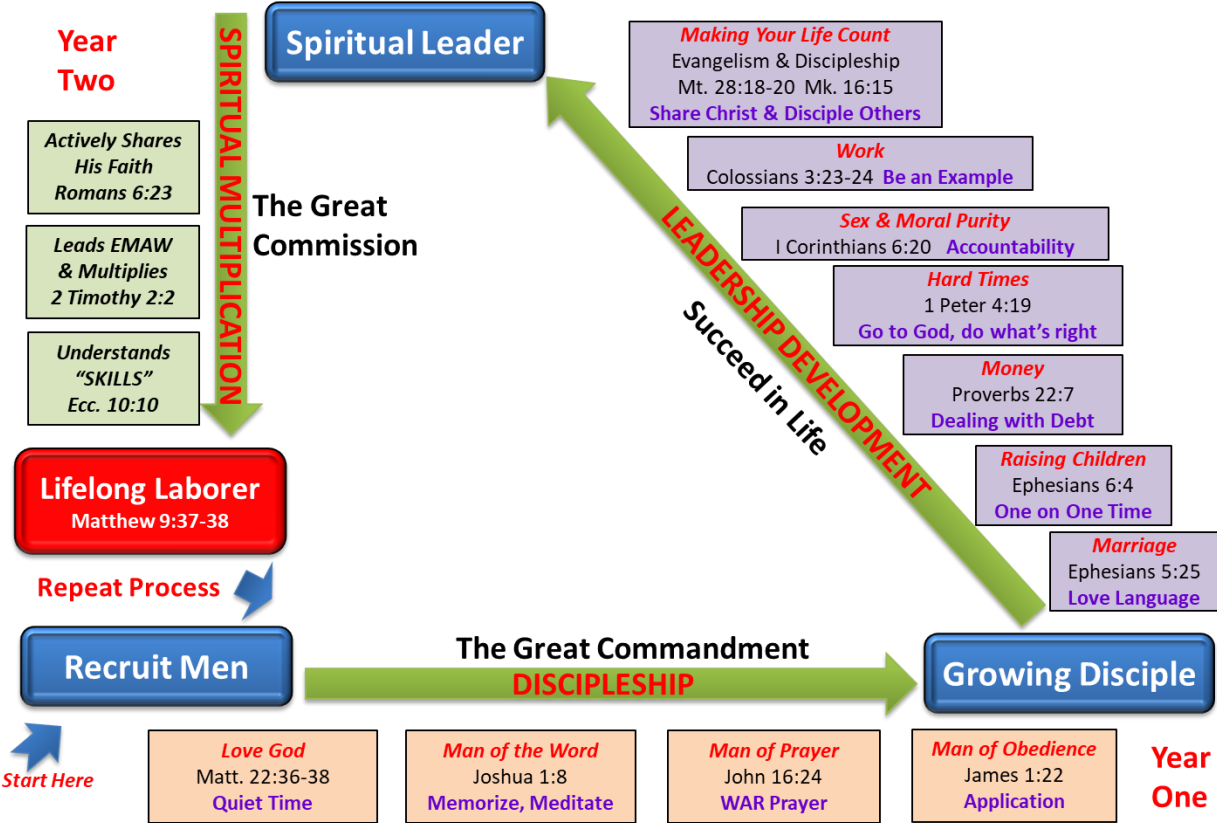 Year
Two
SPIRITUAL MULTIPLICATION
Spiritual Leader
Making Your Life Count
Evangelism & Discipleship
Mt. 28:18-20 Mk. 16:15
Share Christ & Disciple Others
Work
Colossians 3:23-24 Be an Example
Sex & Moral Purity
I Corinthians 6:20 Accountability
Hard Times
1 Peter 4:19
Go to God, do what's right
Money
Proverbs 22:7
Dealing with Debt
Raising Children
Ephesians 6:4
One on One Time
Marriage
Ephesians 5:25
Love Language
LEADERSHIP DEVELOPMENT
Succeed in Life
Actively Shares
His Faith
Romans 6:23
Leads EMAW
& Multiplies
2 Timothy 2:2
Understands
“SKILLS”
Ecc. 10:10
The Great
Commission
Lifelong Laborer
Matthew 9:37-38
Repeat Process
Recruit Men
The Great Commandment
DISCIPLESHIP
Growing Disciple
Start Here
Love God
Matt. 22:36-38
Quiet Time
Man of the Word
Joshua 1:8
Memorize, Meditate
Man of Prayer
John 16:24
WAR Prayer
Man of Obedience
James 1:22
Application
Year
One